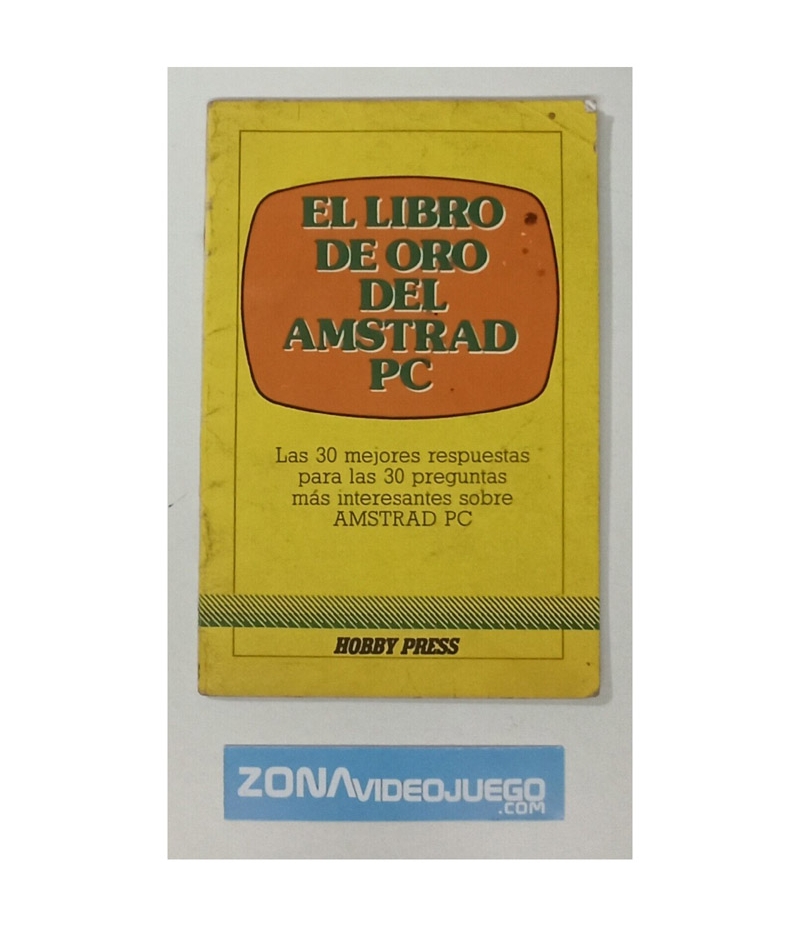 EL LIBRO
DE ORO
DEL
AMSTRAD
PC
Las 30 mejores respuestas
para las 30 preguntas
más interesantes sobre
AMSTRAD PC
HOBBY PRESS
ZONAVIDEOJUEGO
.COM